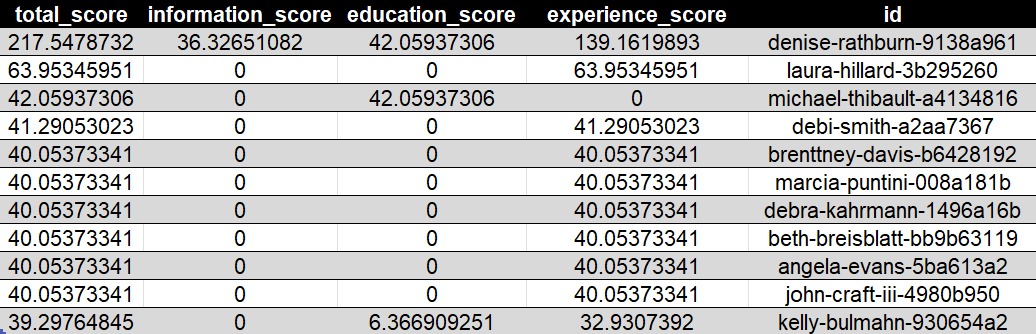 total_score information_score education_score experience_score id
217.5478732 36.32651082 42.05937306 139.1619893 denise-rathburn-9138a961
63.95345951 0 0 63.95345951 laura-hillard-3b295260
42.05937306 0 42.05937306 0 michael-thibault-a4134816
41.29053023 0 0 41.29053023 debi-smith-a2aa7367
40.05373341 0 0 40.05373341 brenttney-davis-b6428192
40.05373341 0 0 40.05373341 marcia-puntini-008a181b
40.05373341 0 0 40.05373341 debra-kahrmann-1496a16b
40.05373341 0 0 40.05373341 beth-breisblatt-bb9b63119
40.05373341 0 0 40.05373341 angela-evans-5ba613a2
40.05373341 0 0 40.05373341 john-craft-iii-4980b950
39.29764845 0 6.366909251 32.9307392 kelly-bulmahn-930654a2